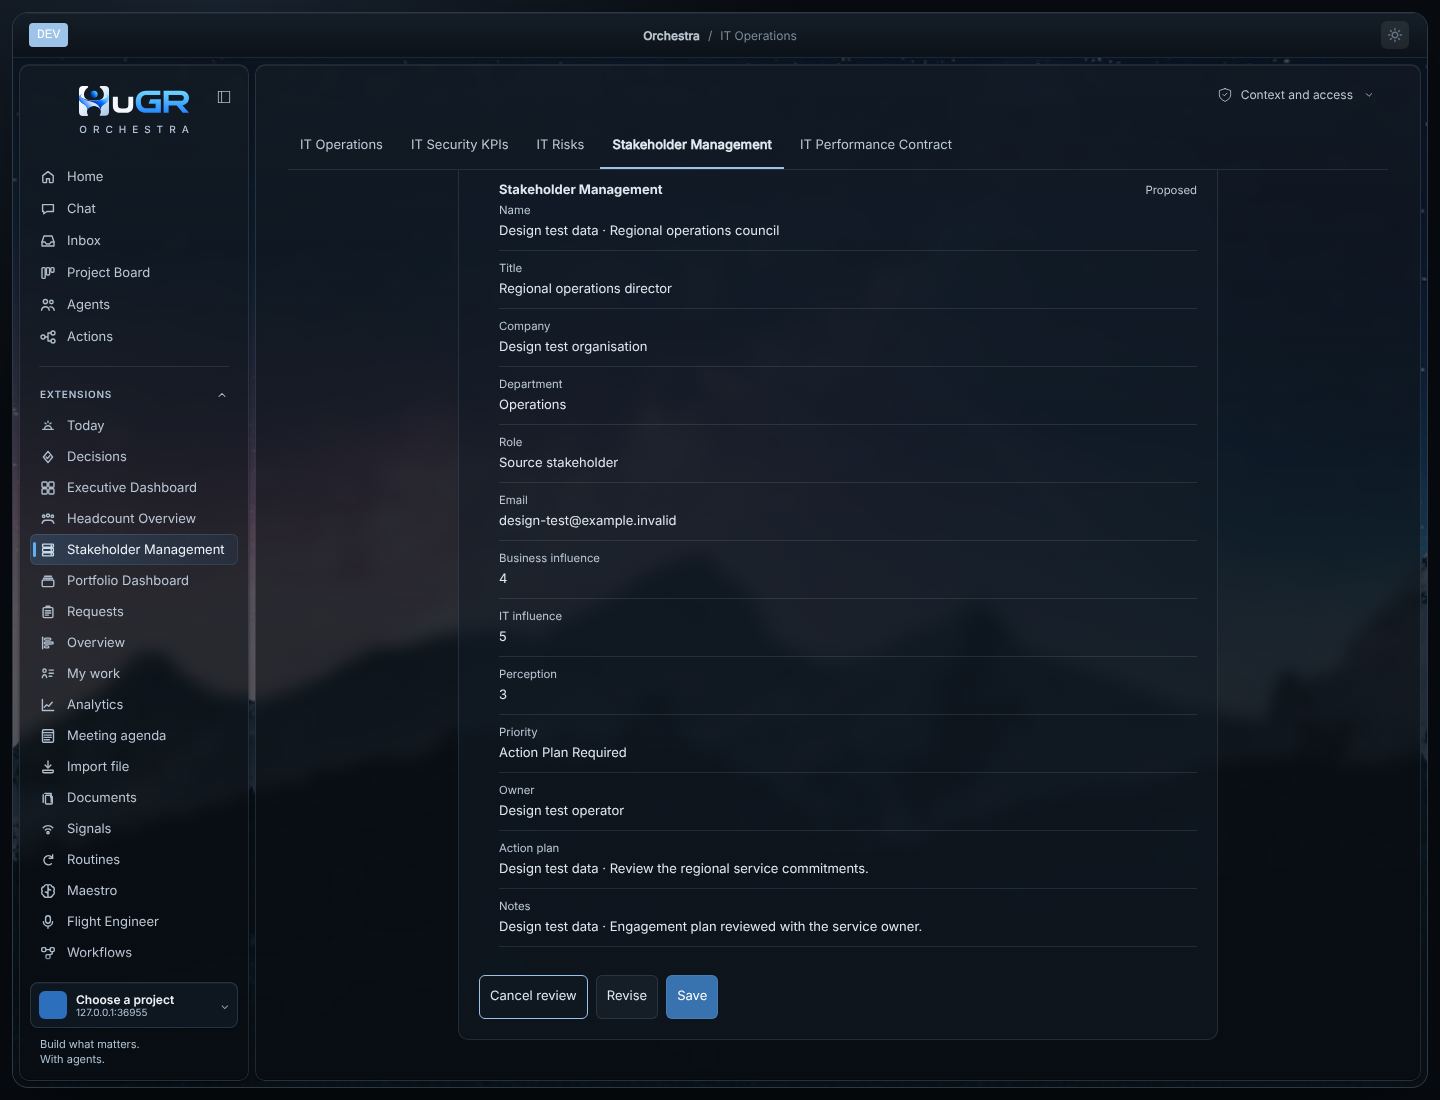 DEV
Orchestra / IT Operations
HuGR
ORCHESTRA
Context and access
Home
Chat
Inbox
Project Board
Agents
Actions
EXTENSIONS
Today
Decisions
Executive Dashboard
Headcount Overview
Stakeholder Management
Portfolio Dashboard
Requests
Overview
My work
Analytics
Meeting agenda
Import file
Documents
Signals
Routines
Maestro
Flight Engineer
Workflows
Choose a project
127.0.0.1:36955
Build what matters.
With agents.
IT Operations IT Security KPIs IT Risks Stakeholder Management IT Performance Contract
Stakeholder Management Proposed
Name
Design test data · Regional operations council
Title
Regional operations director
Company
Design test organisation
Department
Operations
Role
Source stakeholder
Email
design-test@example.invalid
Business influence
4
IT influence
5
Perception
3
Priority
Action Plan Required
Owner
Design test operator
Action plan
Design test data · Review the regional service commitments.
Notes
Design test data · Engagement plan reviewed with the service owner.
Cancel review Revise Save